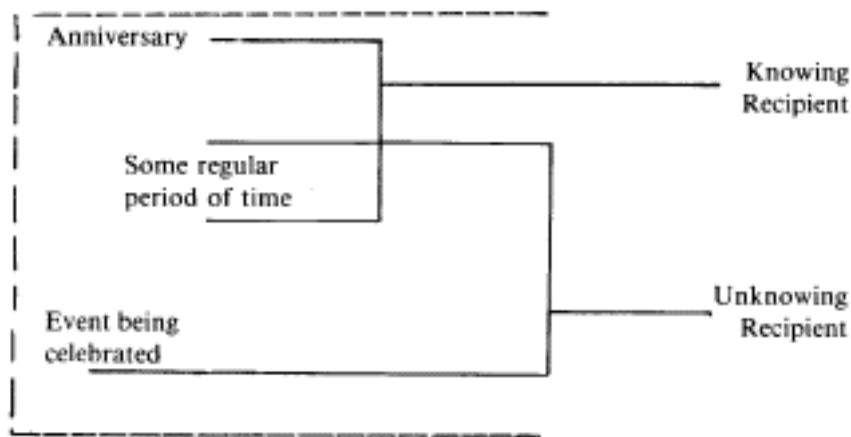 Anniversary
Knowing
Recipient
Some regular
period of time
Unknowing
Recipient
Event being
celebrated